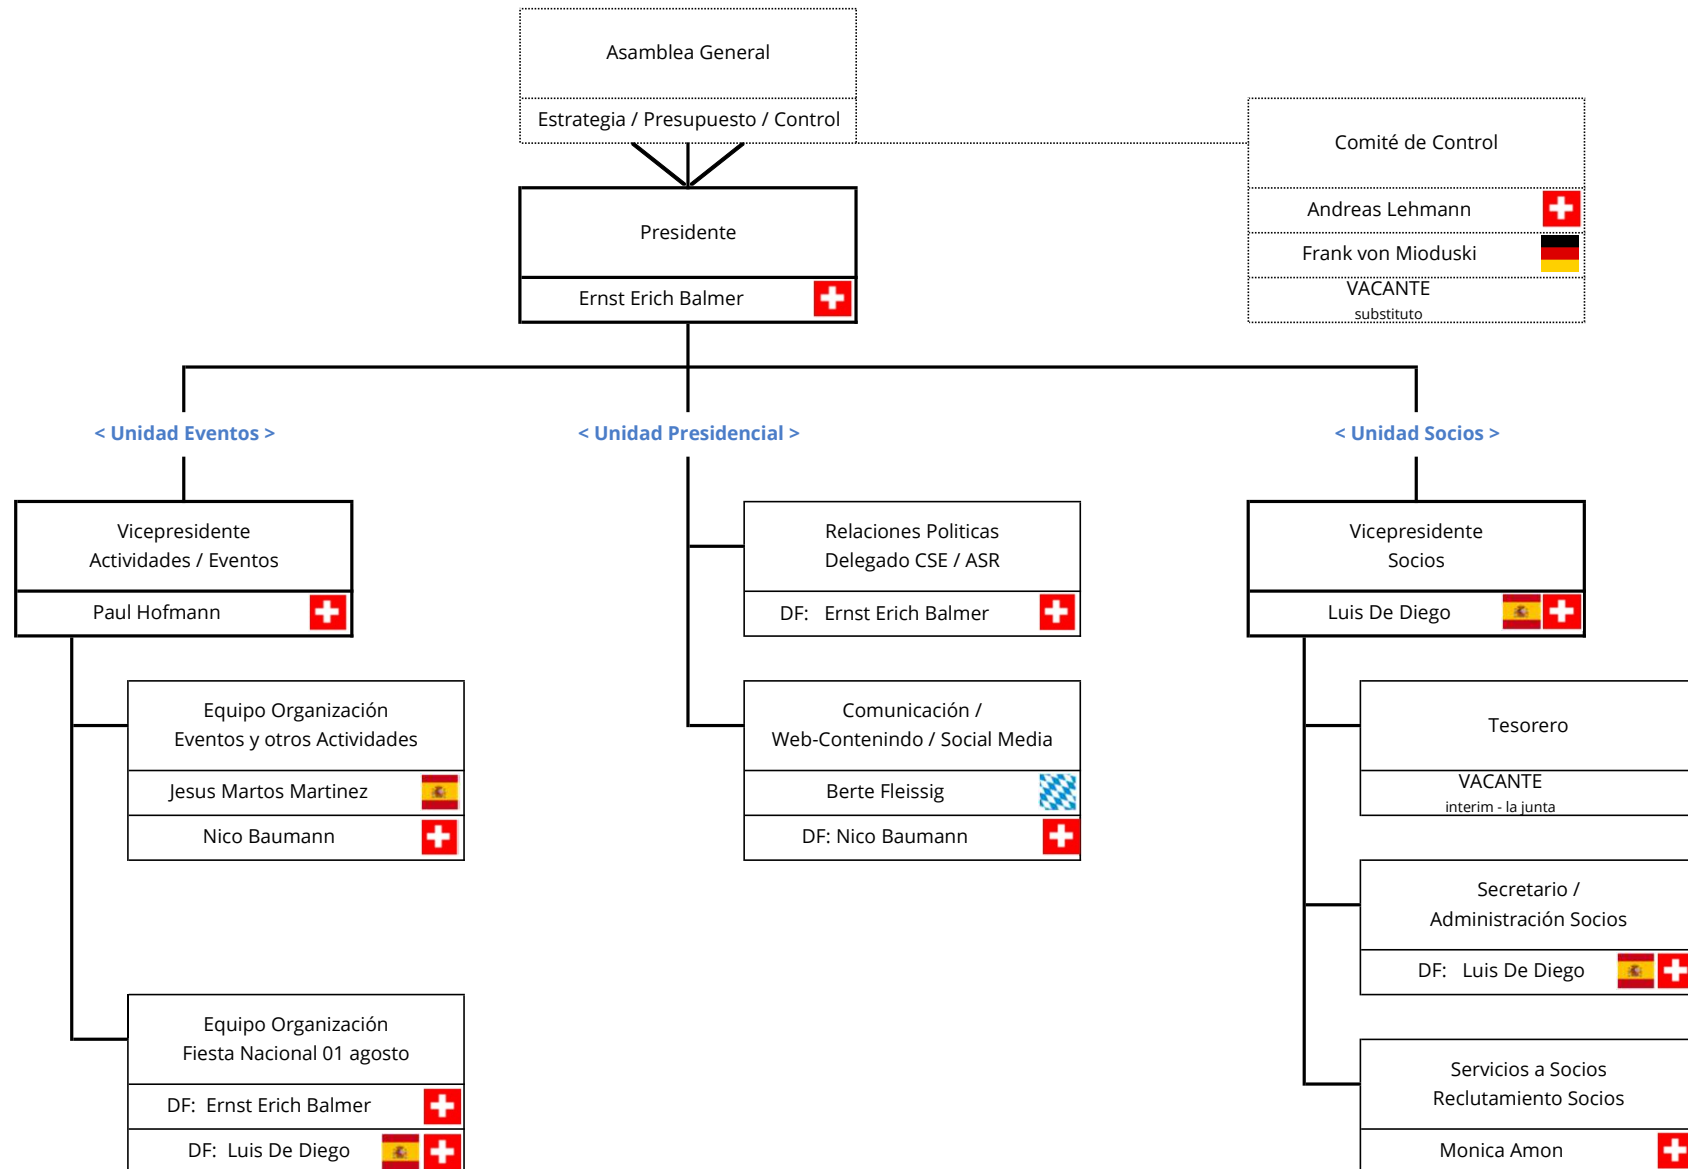 Asamblea General
Estrategia / Presupuesto / Control
Comité de Control
Andreas Lehmann
Frank von Mioduski
VACANTE
substituto
Presidente
Ernst Erich Balmer
< Unidad Eventos >
< Unidad Presidencial >
< Unidad Socios >
Vicepresidente
Actividades / Eventos
Paul Hofmann
Relaciones Politicas
Delegado CSE / ASR
DF: Ernst Erich Balmer
Vicepresidente
Socios
Luis De Diego
Equipo Organización
Eventos y otros Actividades
Jesus Martos Martinez
Nico Baumann
Comunicación /
Web-Contenindo / Social Media
Berte Fleissig
DF: Nico Baumann
Tesorero
VACANTE
interim - la junta
Secretario /
Administración Socios
DF: Luis De Diego
Equipo Organización
Fiesta Nacional 01 agosto
DF: Ernst Erich Balmer
DF: Luis De Diego
Servicios a Socios
Reclutamiento Socios
Monica Amon